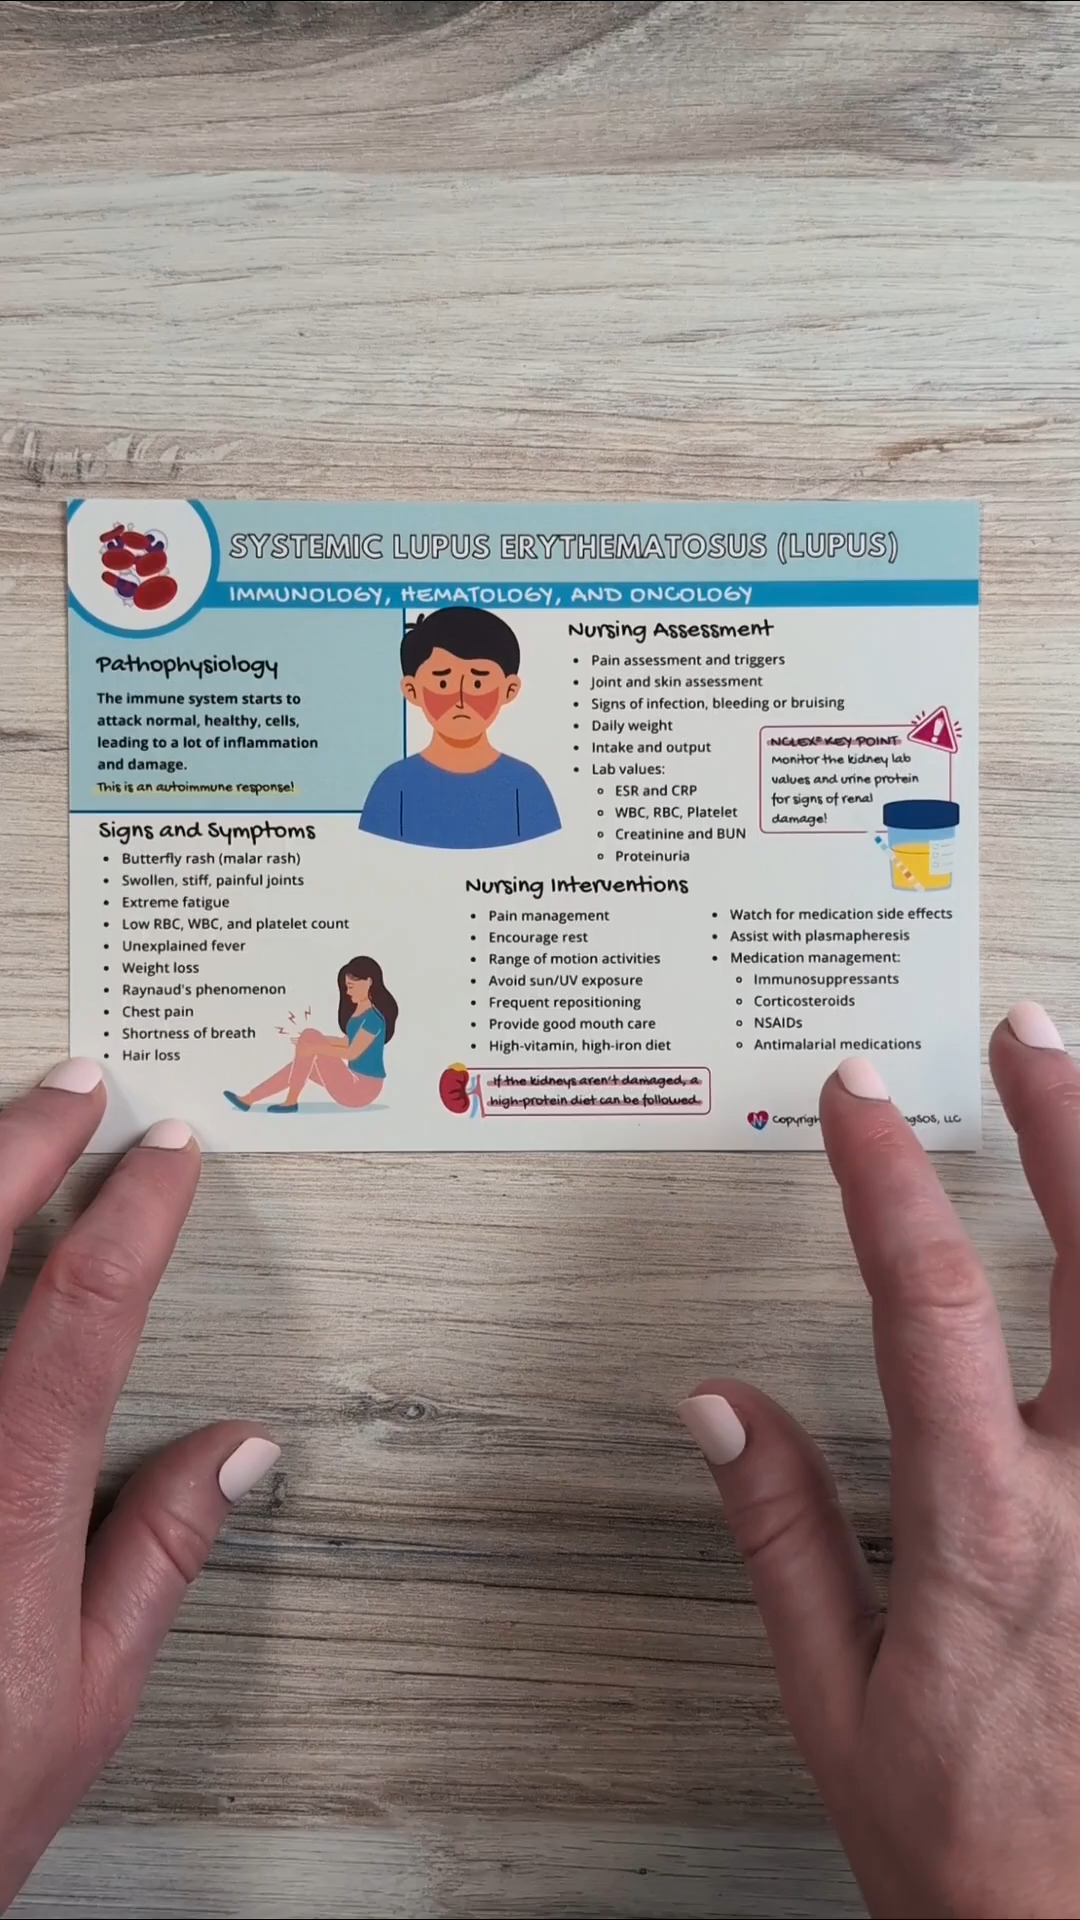 SYSTEMIC LUPUS ERYTHEMATOSUS (LUPUS)
IMMUNOLOGY, HEMATOLOGY, AND ONCOLOGY
Pathophysiology
The immune system starts to
attack normal, healthy, cells,
leading to a lot of inflammation
and damage.
This is an autoimmune response!
Signs and Symptoms
• Butterfly rash (malar rash)
• Swollen, stiff, painful joints
• Extreme fatigue
• Low RBC, WBC, and platelet count
• Unexplained fever
• Weight loss
• Raynaud's phenomenon
• Chest pain
• Shortness of breath
• Hair loss
Nursing Assessment
• Pain assessment and triggers
• Joint and skin assessment
• Signs of infection, bleeding or bruising
• Daily weight
• Intake and output
• Lab values:
○ ESR and CRP
○ WBC, RBC, Platelet
○ Creatinine and BUN
○ Proteinuria
NCLEX® KEY POINT
Monitor the kidney lab
values and urine protein
for signs of renal
damage!
Nursing Interventions
• Pain management
• Encourage rest
• Range of motion activities
• Avoid sun/UV exposure
• Frequent repositioning
• Provide good mouth care
• High-vitamin, high-iron diet
• Watch for medication side effects
• Assist with plasmapheresis
• Medication management:
○ Immunosuppressants
○ Corticosteroids
○ NSAIDs
○ Antimalarial medications
If the kidneys aren't damaged, a
high-protein diet can be followed.
N LLC